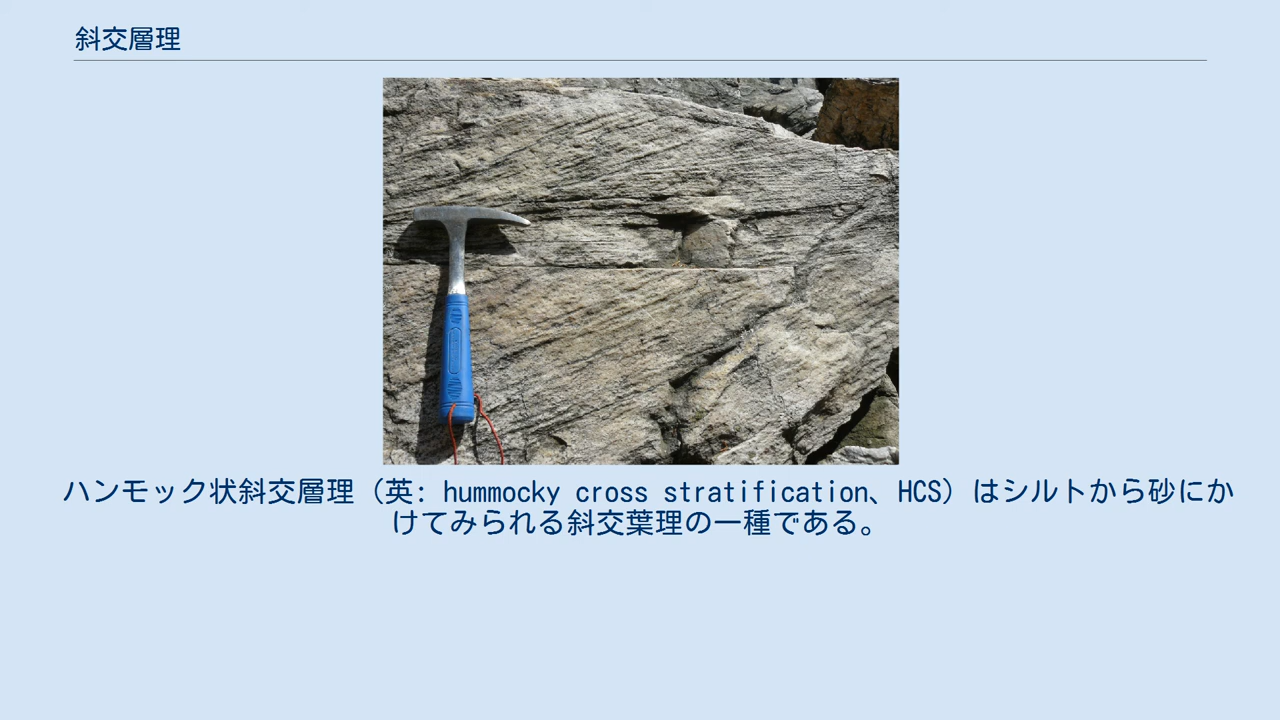 斜交層理
ハンモック状斜交層理（英: hummocky cross stratification、HCS）はシルトから砂にか
けてみられる斜交葉理の一種である。